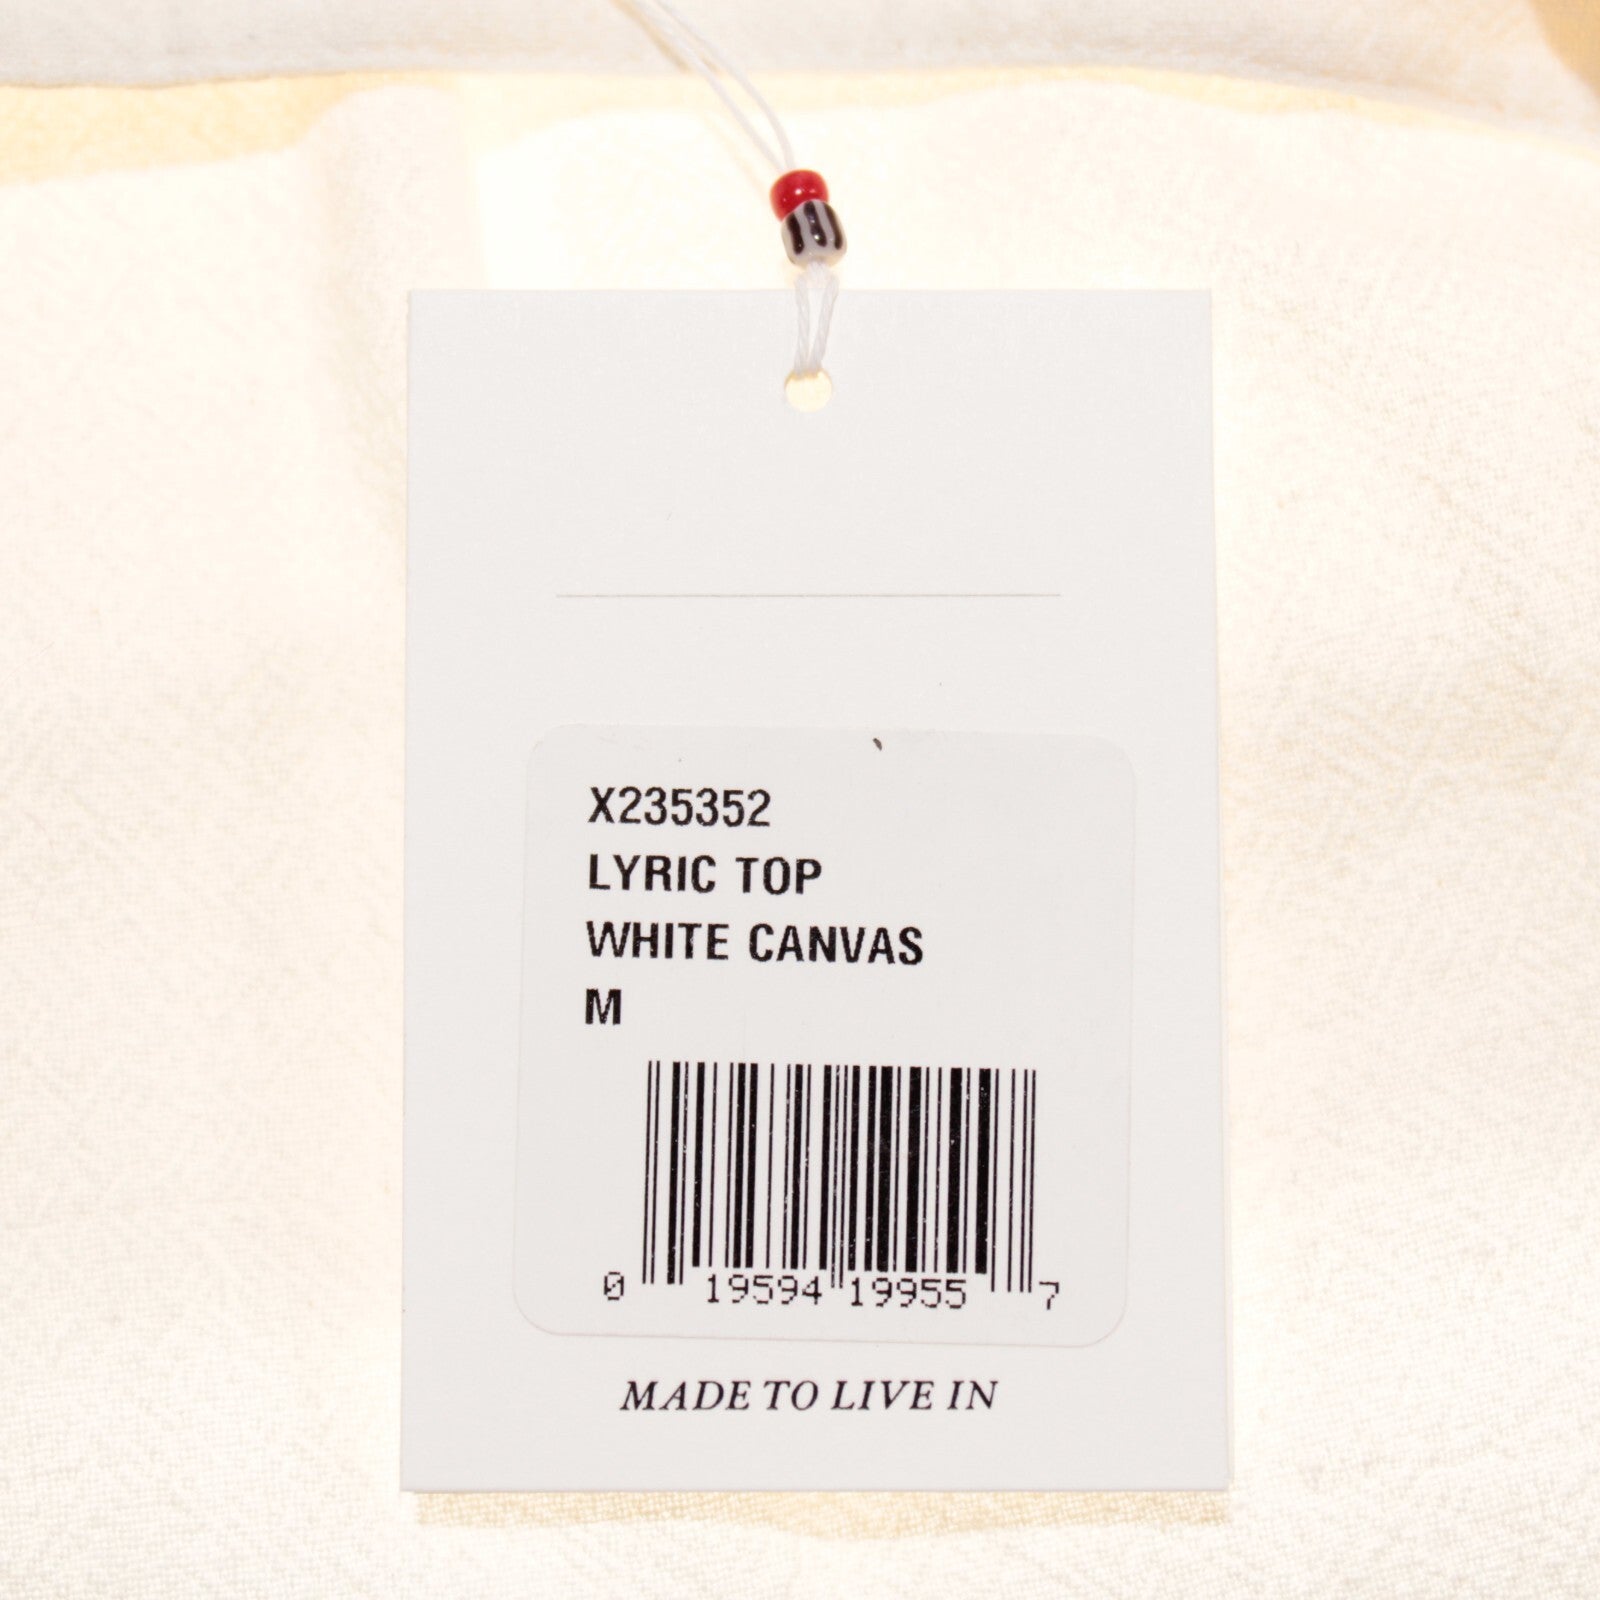 X235352
LYRIC TOP
WHITE CANVAS
M
0 19594 19955 7
MADE TO LIVE IN